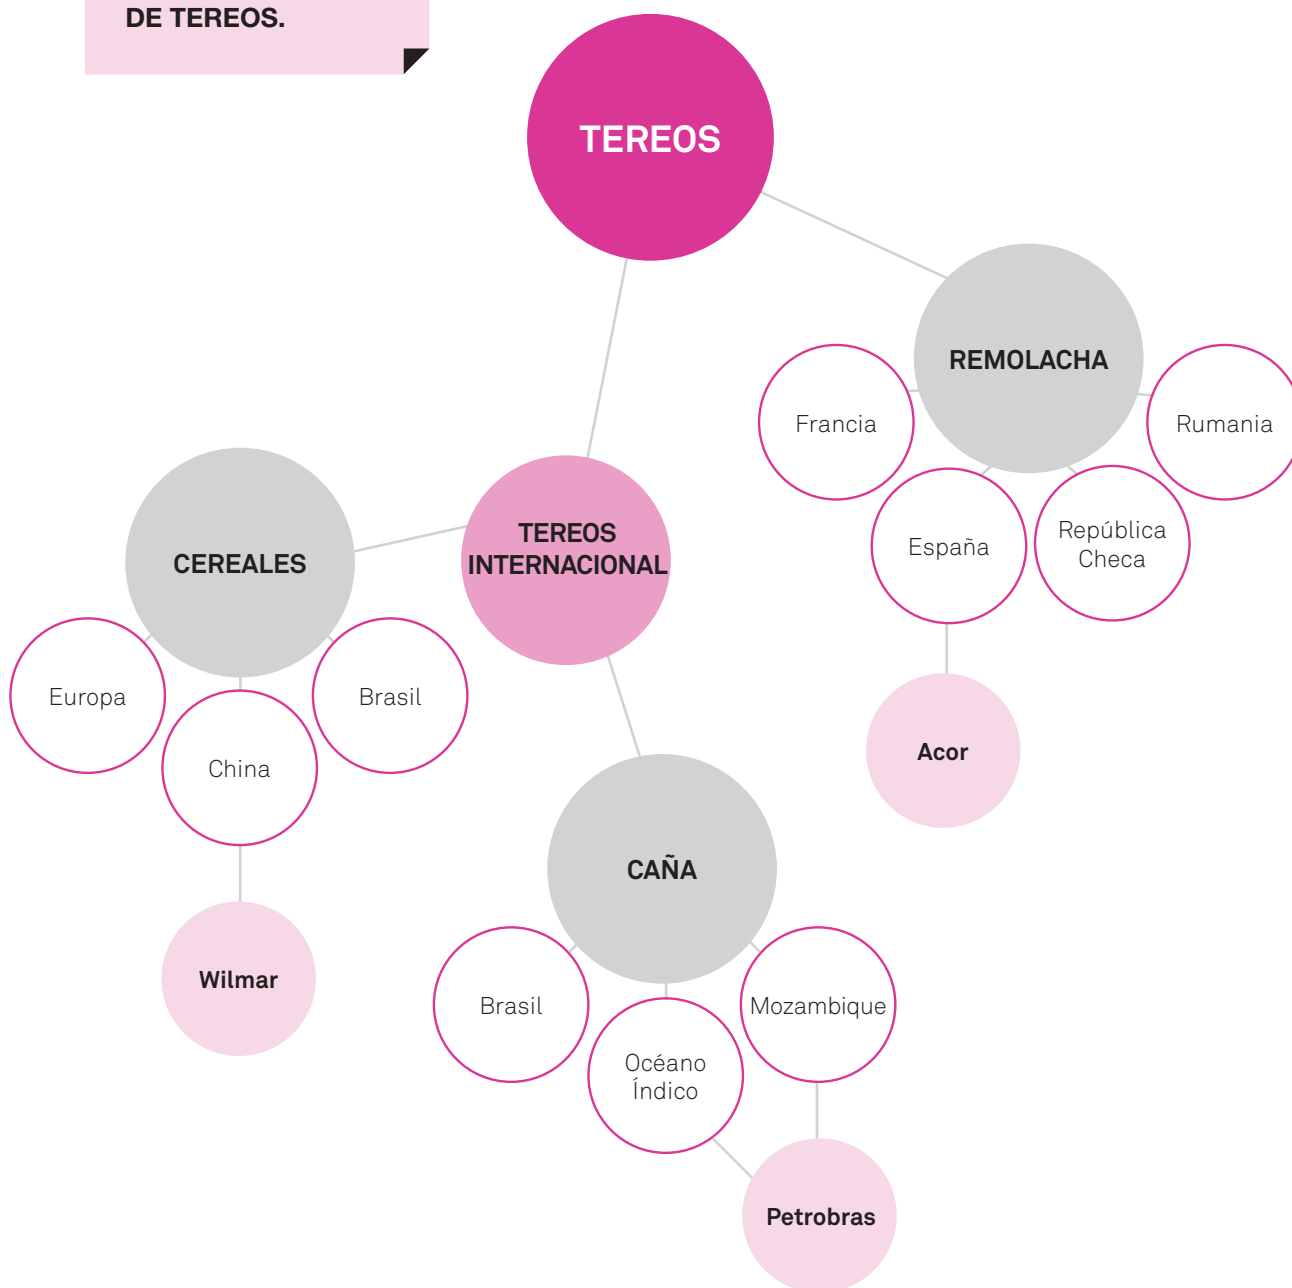 DE TEREOS.
TEREOS
REMOLACHA
Francia
Rumania
España
República
Checa
Acor
TEREOS
INTERNACIONAL
CEREALES
Europa
China
Brasil
Wilmar
CAÑA
Brasil
Océano
Índico
Mozambique
Petrobras